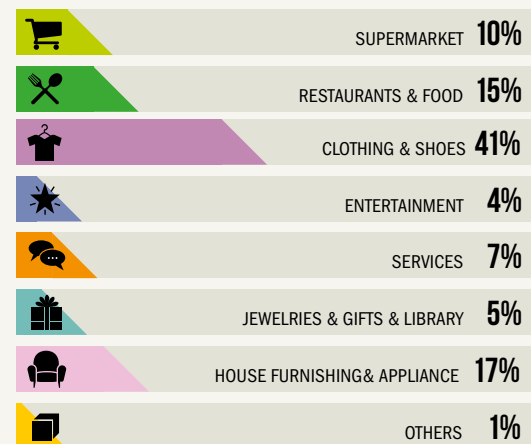 SUPERMARKET 10%
RESTAURANTS & FOOD 15%
CLOTHING & SHOES 41%
ENTERTAINMENT 4%
SERVICES 7%
JEWELRIES & GIFTS & LIBRARY 5%
HOUSE FURNISHING& APPLIANCE 17%
OTHERS 1%